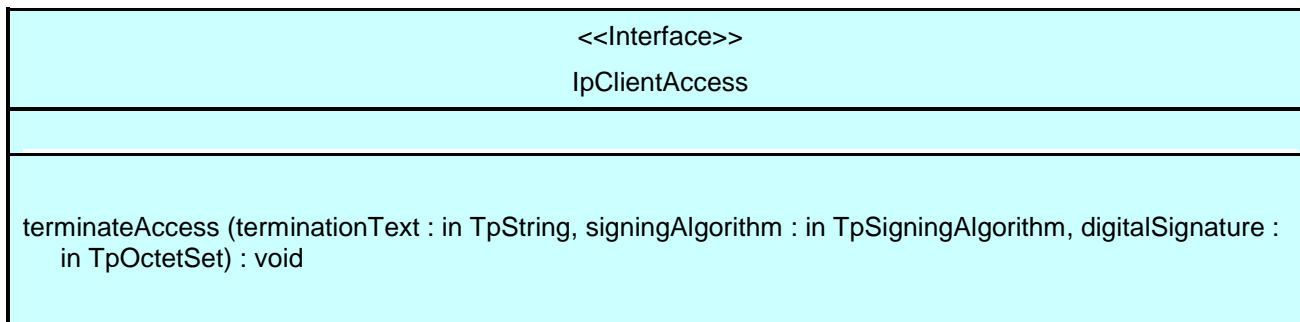 <<Interface>>
IpClientAccess
terminateAccess (terminationText : in TpString, signingAlgorithm : in TpSigningAlgorithm, digitalSignature :
in TpOctetSet) : void